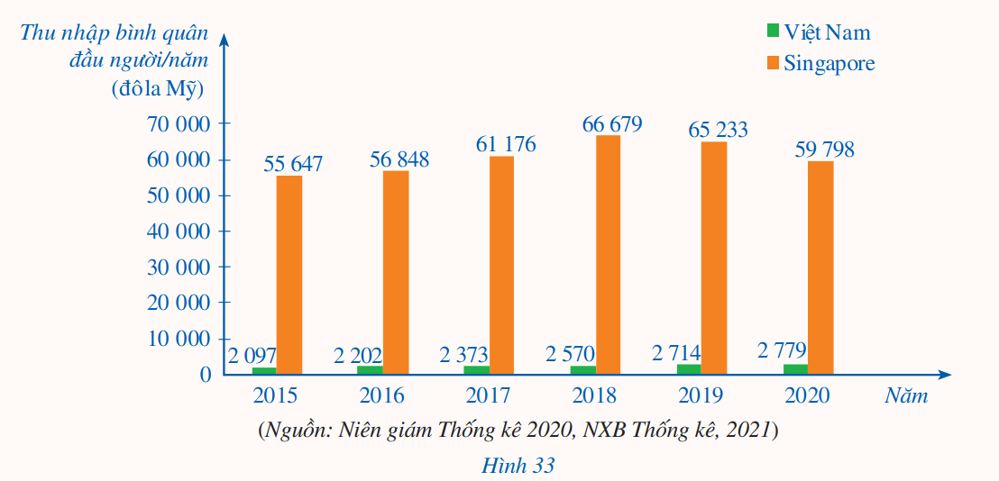 Thu nhập bình quân
đầu người/năm
(đô la Mỹ)
Việt Nam
Singapore
70 000
60 000
50 000
40 000
30 000
20 000
10 000
0
55 647
56 848
61 176
66 679
65 233
59 798
2 097
2 202
2 373
2 570
2 714
2 779
2015 2016 2017 2018 2019 2020 Năm
(Nguồn: Niên giám Thống kê 2020, NXB Thống kê, 2021)
Hình 33